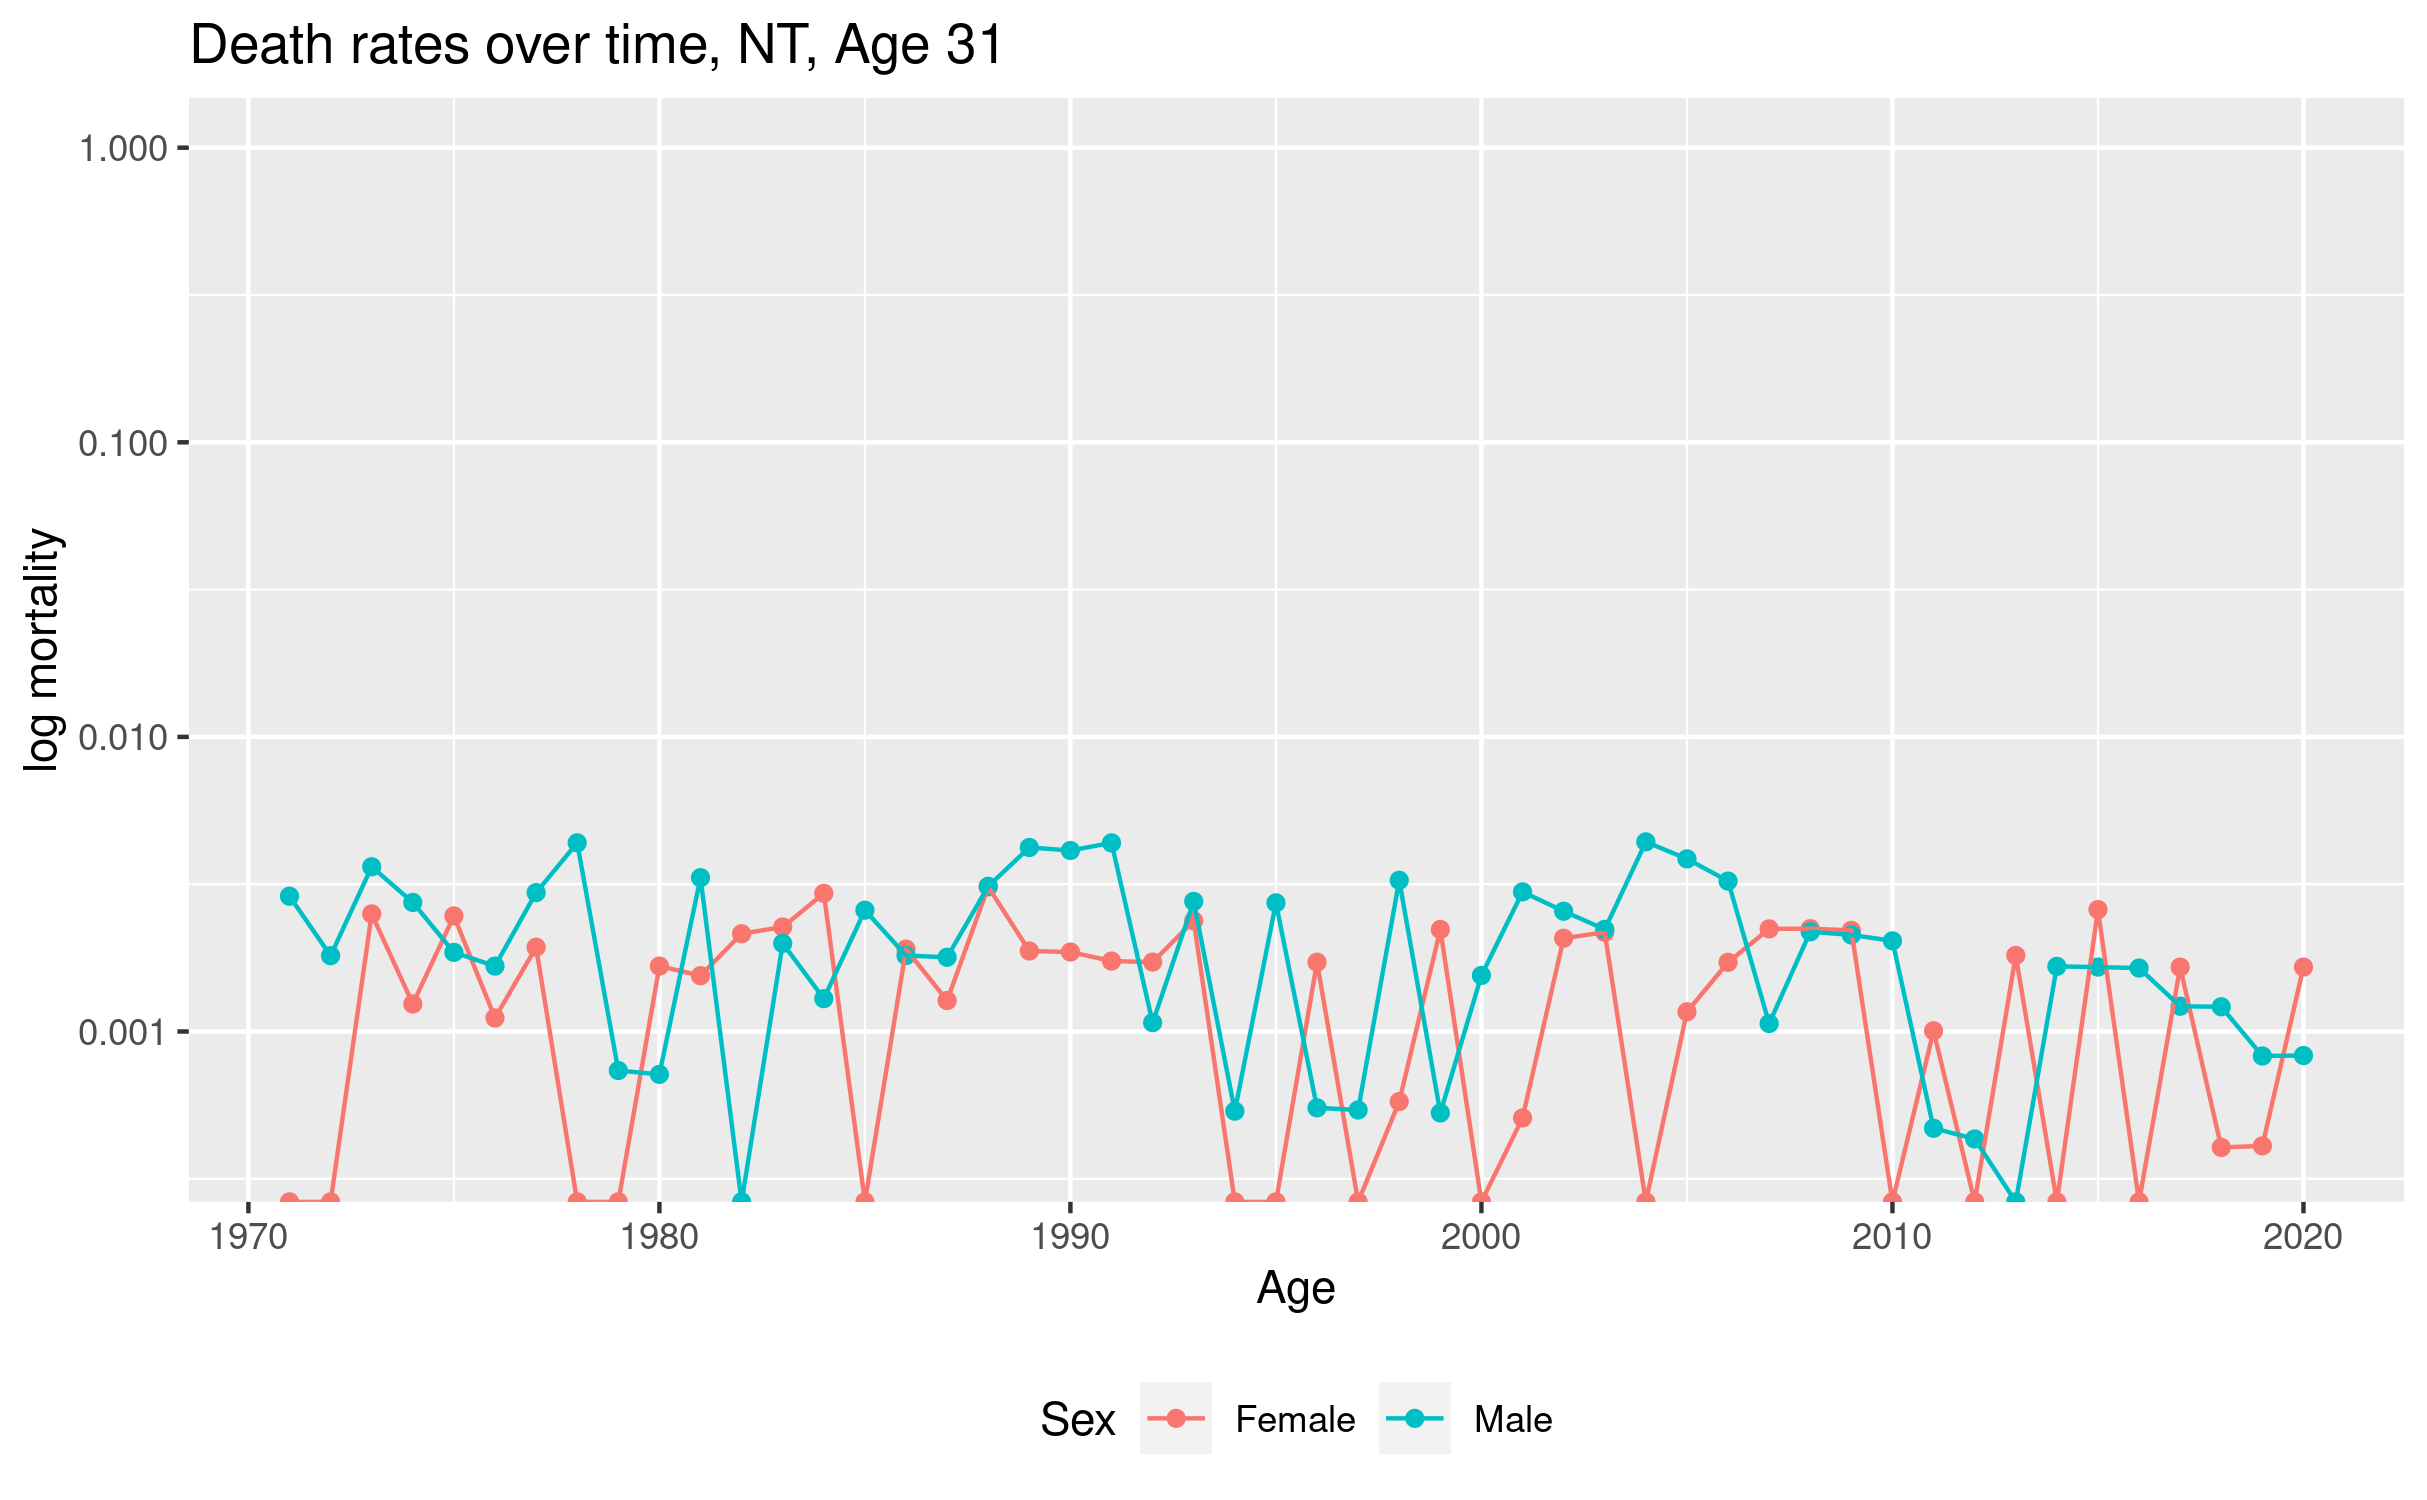 Death rates over time, NT, Age 31
log mortality
1.000
0.100
0.010
0.001
1970 1980 1990 2000 2010 2020
Age
Sex Female Male